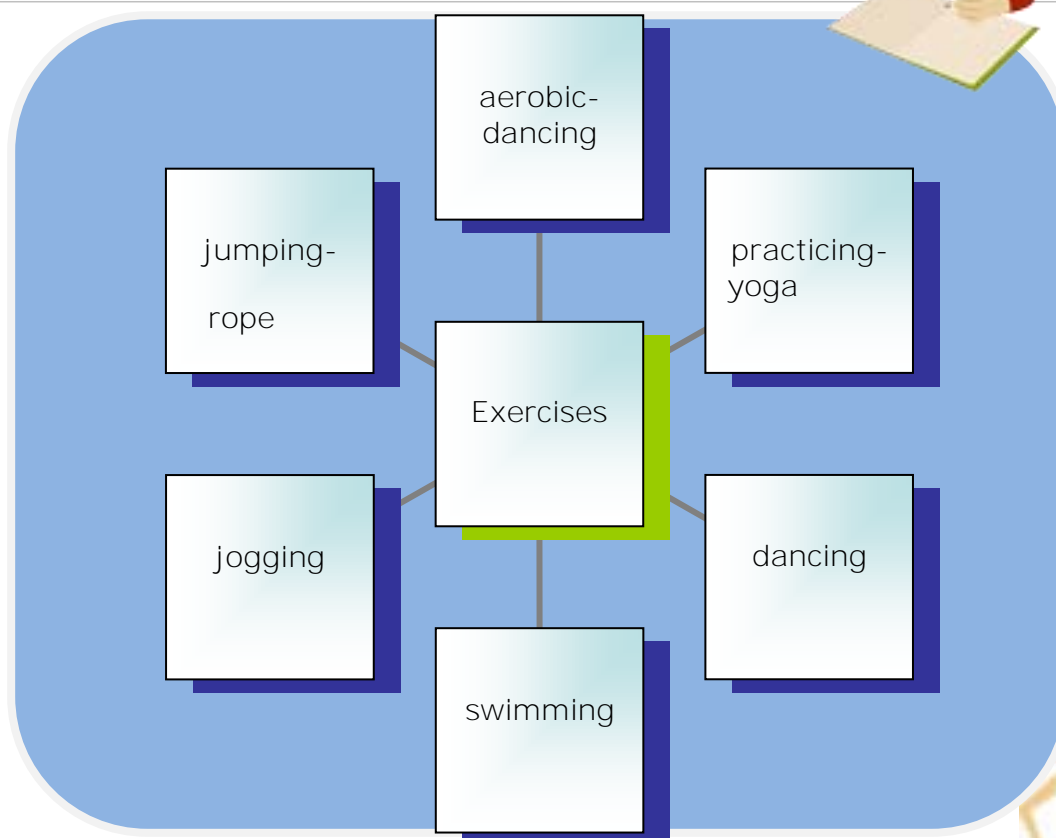 aerobic-
dancing
jumping-
rope
practicing-
yoga
Exercises
jogging
dancing
swimming